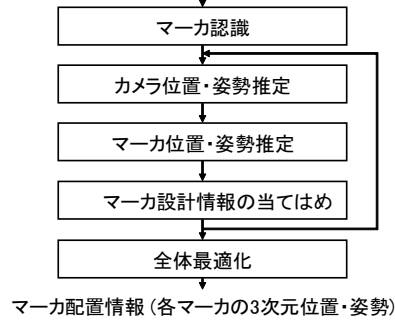 マーカ認識
カメラ位置・姿勢推定
マーカ位置・姿勢推定
マーカ設計情報の当てはめ
全体最適化
マーカ配置情報（各マーカの3次元位置・姿勢）